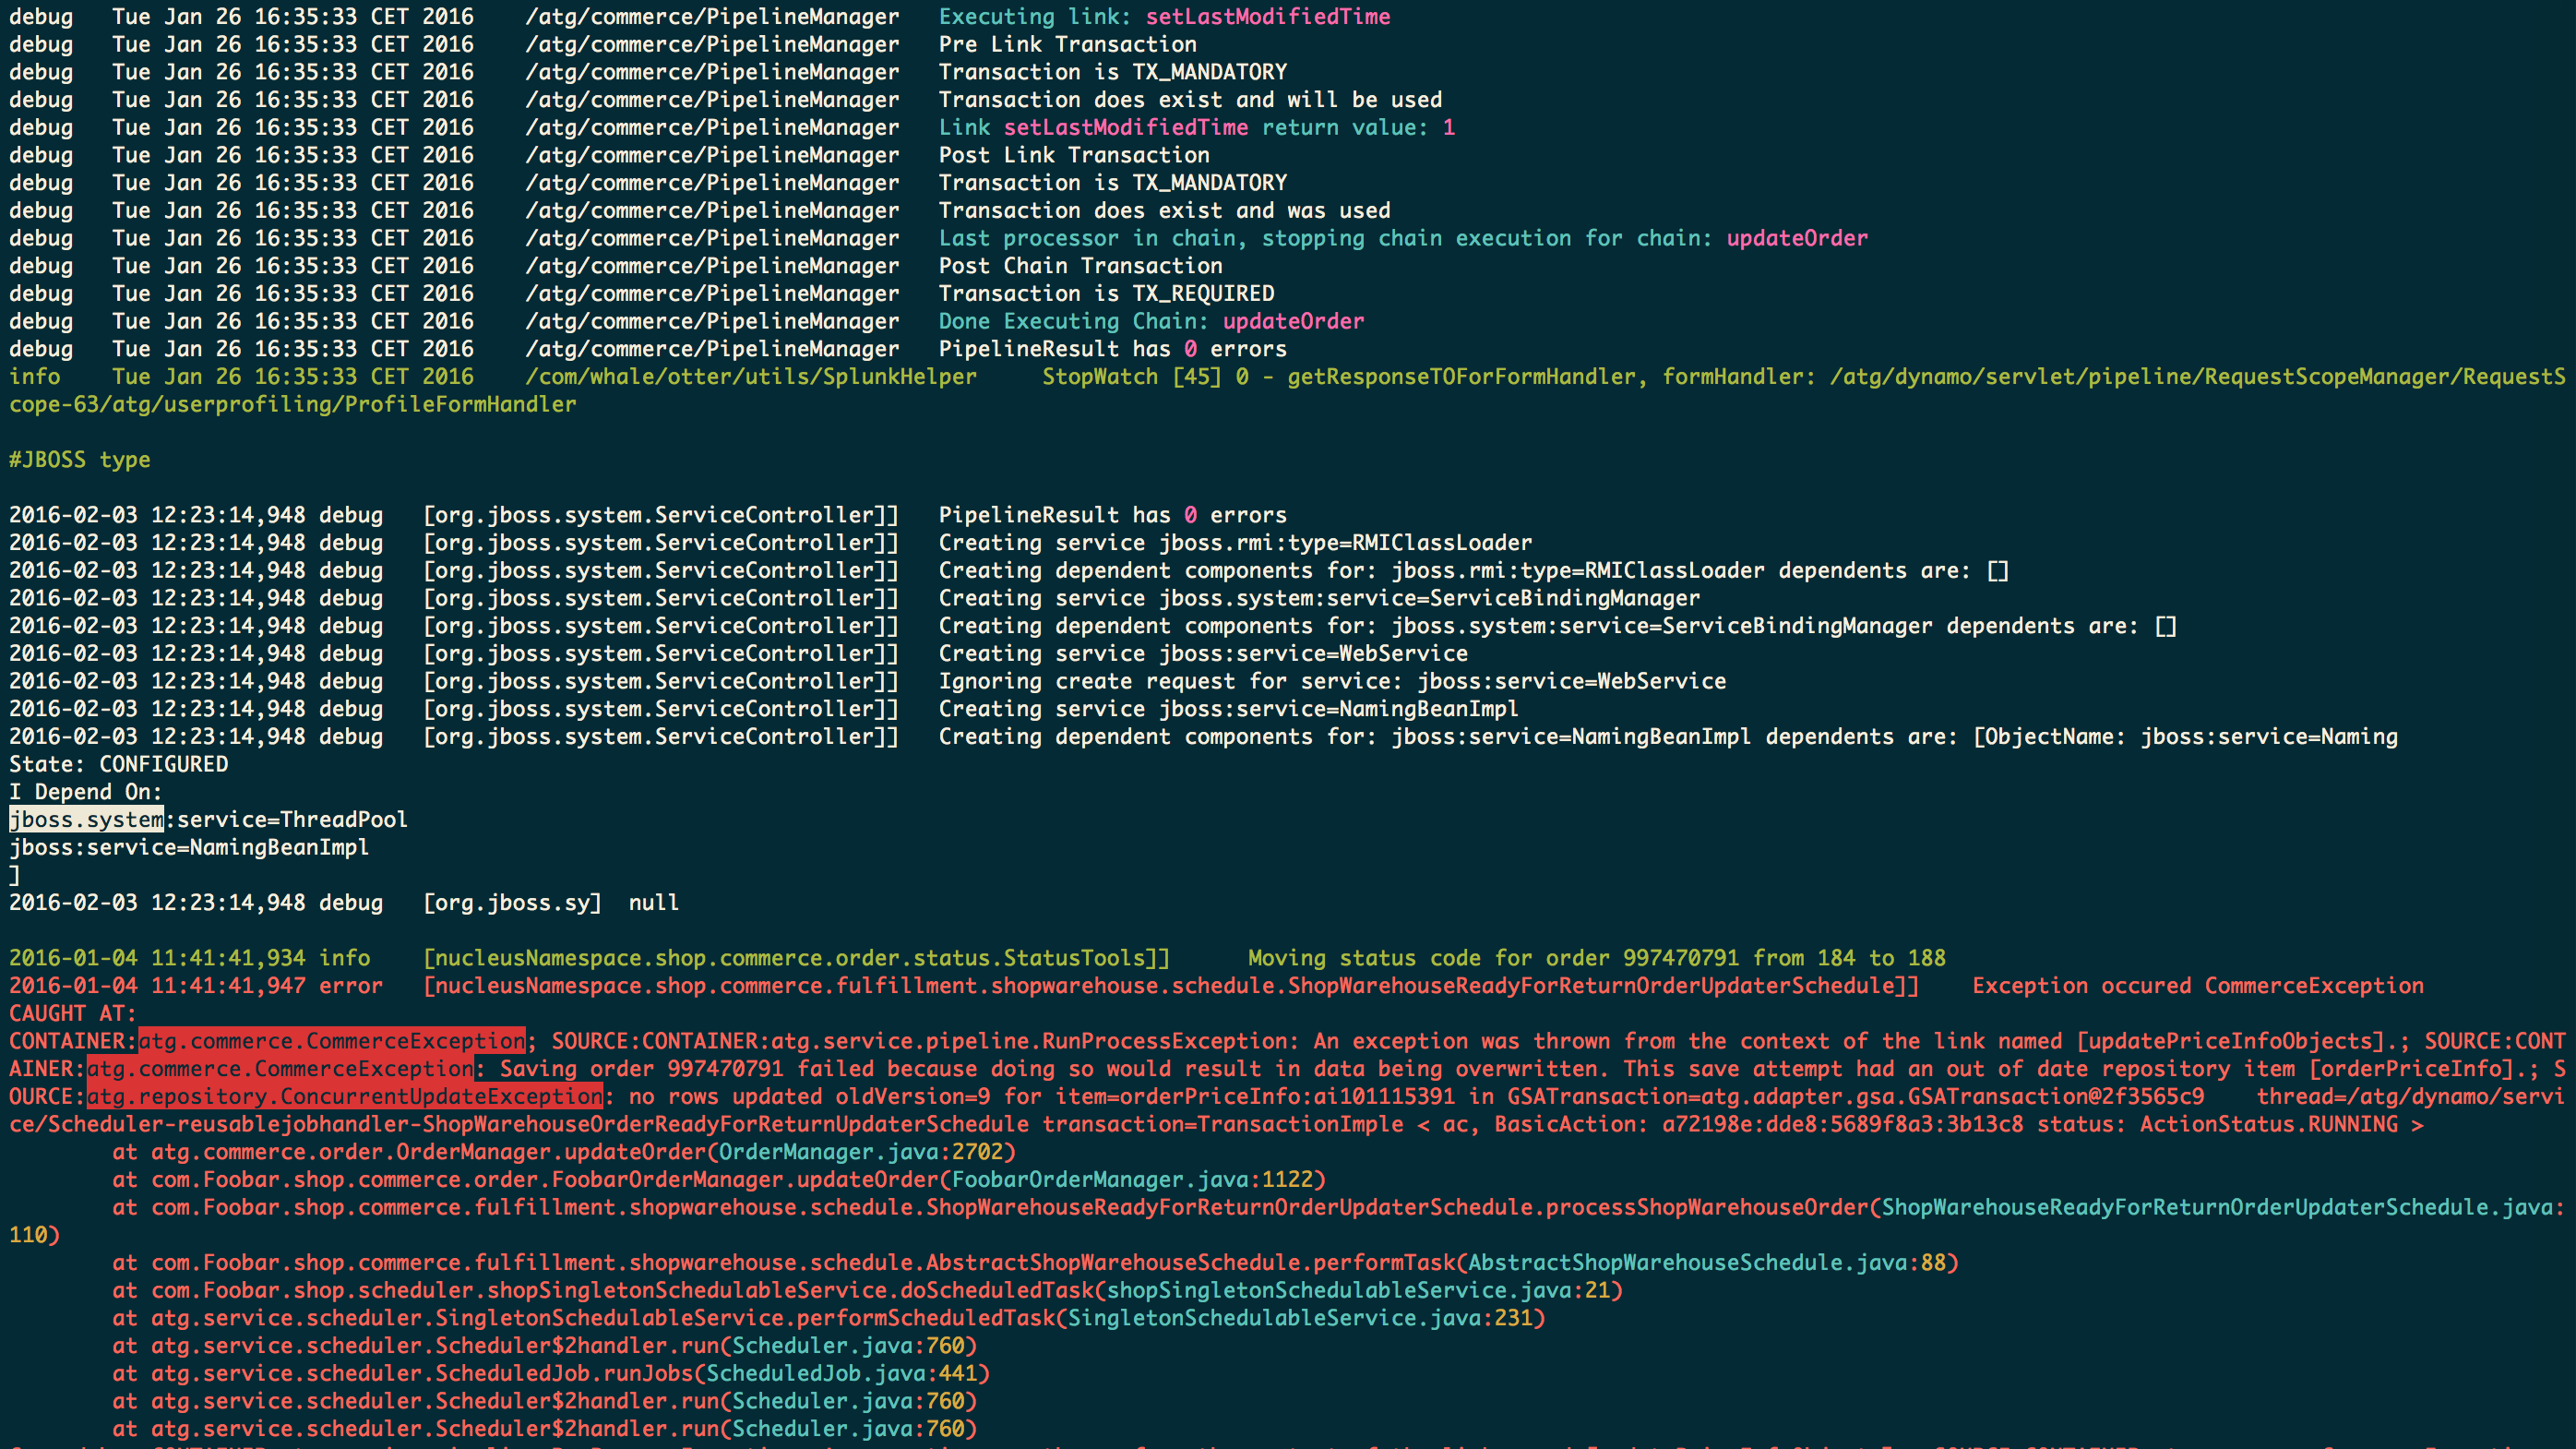 debug   Tue Jan 26 16:35:33 CET 2016    /atg/commerce/PipelineManager   Executing link: setLastModifiedTime
debug   Tue Jan 26 16:35:33 CET 2016    /atg/commerce/PipelineManager   Pre Link Transaction
debug   Tue Jan 26 16:35:33 CET 2016    /atg/commerce/PipelineManager   Transaction is TX_MANDATORY
debug   Tue Jan 26 16:35:33 CET 2016    /atg/commerce/PipelineManager   Transaction does exist and will be used
debug   Tue Jan 26 16:35:33 CET 2016    /atg/commerce/PipelineManager   Link setLastModifiedTime return value: 1
debug   Tue Jan 26 16:35:33 CET 2016    /atg/commerce/PipelineManager   Post Link Transaction
debug   Tue Jan 26 16:35:33 CET 2016    /atg/commerce/PipelineManager   Transaction is TX_MANDATORY
debug   Tue Jan 26 16:35:33 CET 2016    /atg/commerce/PipelineManager   Transaction does exist and was used
debug   Tue Jan 26 16:35:33 CET 2016    /atg/commerce/PipelineManager   Last processor in chain, stopping chain execution for chain: updateOrder
debug   Tue Jan 26 16:35:33 CET 2016    /atg/commerce/PipelineManager   Post Chain Transaction
debug   Tue Jan 26 16:35:33 CET 2016    /atg/commerce/PipelineManager   Transaction is TX_REQUIRED
debug   Tue Jan 26 16:35:33 CET 2016    /atg/commerce/PipelineManager   Done Executing Chain: updateOrder
debug   Tue Jan 26 16:35:33 CET 2016    /atg/commerce/PipelineManager   PipelineResult has 0 errors
info    Tue Jan 26 16:35:33 CET 2016    /com/whale/otter/utils/SplunkHelper     StopWatch [45] 0 - getResponseTOForFormHandler, formHandler: /atg/dynamo/servlet/pipeline/RequestScopeManager/RequestS
cope-63/atg/userprofiling/ProfileFormHandler
#JBOSS type
2016-02-03 12:23:14,948 debug   [org.jboss.system.ServiceController]]   PipelineResult has 0 errors
2016-02-03 12:23:14,948 debug   [org.jboss.system.ServiceController]]   Creating service jboss.rmi:type=RMIClassLoader
2016-02-03 12:23:14,948 debug   [org.jboss.system.ServiceController]]   Creating dependent components for: jboss.rmi:type=RMIClassLoader dependents are: []
2016-02-03 12:23:14,948 debug   [org.jboss.system.ServiceController]]   Creating service jboss.system:service=ServiceBindingManager
2016-02-03 12:23:14,948 debug   [org.jboss.system.ServiceController]]   Creating dependent components for: jboss.system:service=ServiceBindingManager dependents are: []
2016-02-03 12:23:14,948 debug   [org.jboss.system.ServiceController]]   Creating service jboss:service=WebService
2016-02-03 12:23:14,948 debug   [org.jboss.system.ServiceController]]   Ignoring create request for service: jboss:service=WebService
2016-02-03 12:23:14,948 debug   [org.jboss.system.ServiceController]]   Creating service jboss:service=NamingBeanImpl
2016-02-03 12:23:14,948 debug   [org.jboss.system.ServiceController]]   Creating dependent components for: jboss:service=NamingBeanImpl dependents are: [ObjectName: jboss:service=Naming
State: CONFIGURED
I Depend On:
jboss.system:service=ThreadPool
jboss:service=NamingBeanImpl
]
2016-02-03 12:23:14,948 debug   [org.jboss.sy]  null
2016-01-04 11:41:41,934 info    [nucleusNamespace.shop.commerce.order.status.StatusTools]]      Moving status code for order 997470791 from 184 to 188
2016-01-04 11:41:41,947 error   [nucleusNamespace.shop.commerce.fulfillment.shopwarehouse.schedule.ShopWarehouseReadyForReturnOrderUpdaterSchedule]]    Exception occured CommerceException
CAUGHT AT:
CONTAINER:atg.commerce.CommerceException; SOURCE:CONTAINER:atg.service.pipeline.RunProcessException: An exception was thrown from the context of the link named [updatePriceInfoObjects].; SOURCE:CONT
AINER:atg.commerce.CommerceException: Saving order 997470791 failed because doing so would result in data being overwritten. This save attempt had an out of date repository item [orderPriceInfo].; S
OURCE:atg.repository.ConcurrentUpdateException: no rows updated oldVersion=9 for item=orderPriceInfo:ai101115391 in GSATransaction=atg.adapter.gsa.GSATransaction@2f3565c9    thread=/atg/dynamo/servi
ce/Scheduler-reusablejobhandler-ShopWarehouseOrderReadyForReturnUpdaterSchedule transaction=TransactionImple < ac, BasicAction: a72198e:dde8:5689f8a3:3b13c8 status: ActionStatus.RUNNING >
at atg.commerce.order.OrderManager.updateOrder(OrderManager.java:2702)
at com.Foobar.shop.commerce.order.FoobarOrderManager.updateOrder(FoobarOrderManager.java:1122)
at com.Foobar.shop.commerce.fulfillment.shopwarehouse.schedule.ShopWarehouseReadyForReturnOrderUpdaterSchedule.processShopWarehouseOrder(ShopWarehouseReadyForReturnOrderUpdaterSchedule.java:
110)
at com.Foobar.shop.commerce.fulfillment.shopwarehouse.schedule.AbstractShopWarehouseSchedule.performTask(AbstractShopWarehouseSchedule.java:88)
at com.Foobar.shop.scheduler.shopSingletonSchedulableService.doScheduledTask(shopSingletonSchedulableService.java:21)
at atg.service.scheduler.SingletonSchedulableService.performScheduledTask(SingletonSchedulableService.java:231)
at atg.service.scheduler.Scheduler$2handler.run(Scheduler.java:760)
at atg.service.scheduler.ScheduledJob.runJobs(ScheduledJob.java:441)
at atg.service.scheduler.Scheduler$2handler.run(Scheduler.java:760)
at atg.service.scheduler.Scheduler$2handler.run(Scheduler.java:760)